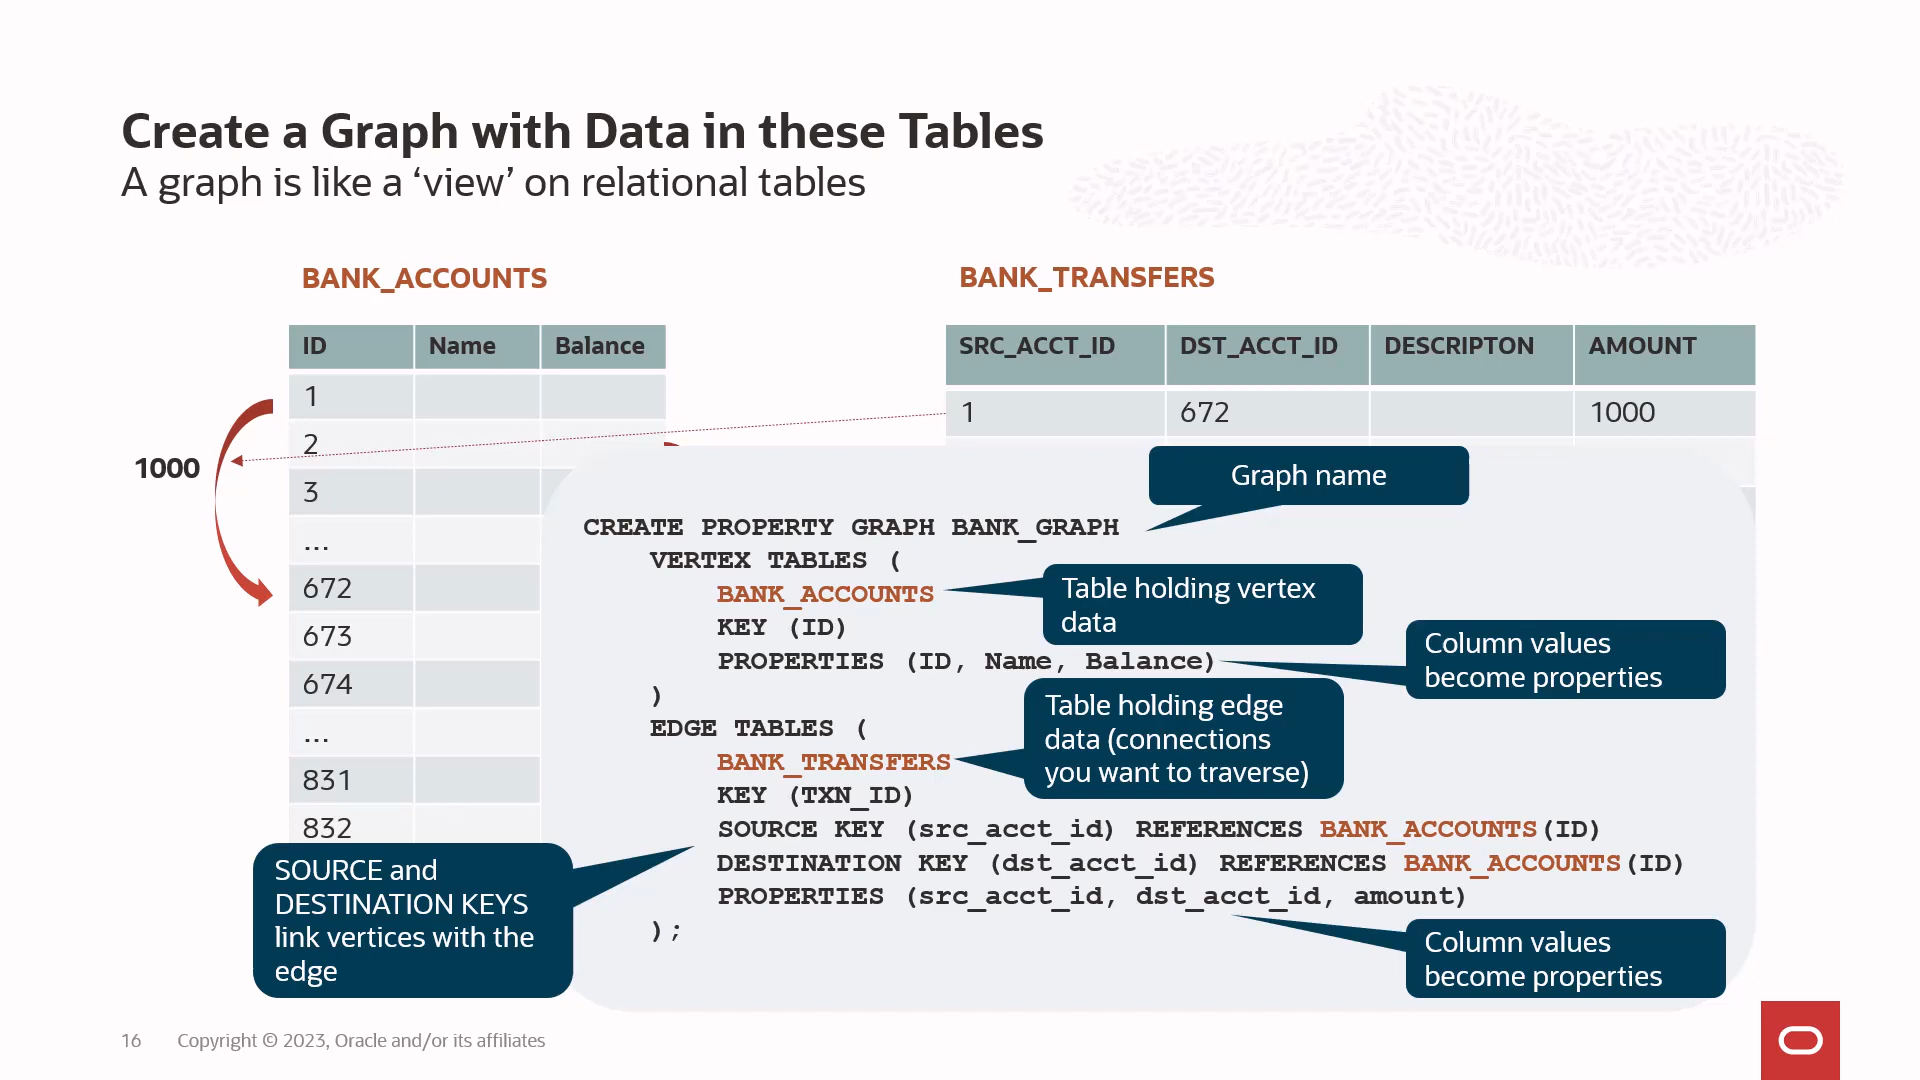 Create a Graph with Data in these Tables
A graph is like a ‘view’ on relational tables
BANK_ACCOUNTS
ID Name Balance
1
2
3
...
672
673
674
...
831
832
1000
BANK_TRANSFERS
SRC_ACCT_ID DST_ACCT_ID DESCRIPTON AMOUNT
1 672 1000
Graph name
CREATE PROPERTY GRAPH BANK_GRAPH
VERTEX TABLES (
BANK_ACCOUNTS
KEY (ID)
PROPERTIES (ID, Name, Balance)
)
EDGE TABLES (
BANK_TRANSFERS
KEY (TXN_ID)
SOURCE KEY (src_acct_id) REFERENCES BANK_ACCOUNTS(ID)
DESTINATION KEY (dst_acct_id) REFERENCES BANK_ACCOUNTS(ID)
PROPERTIES (src_acct_id, dst_acct_id, amount)
);
Table holding vertex
data
Column values
become properties
Table holding edge
data (connections
you want to traverse)
SOURCE and
DESTINATION KEYS
link vertices with the
edge
Column values
become properties
16 Copyright © 2023, Oracle and/or its affiliates